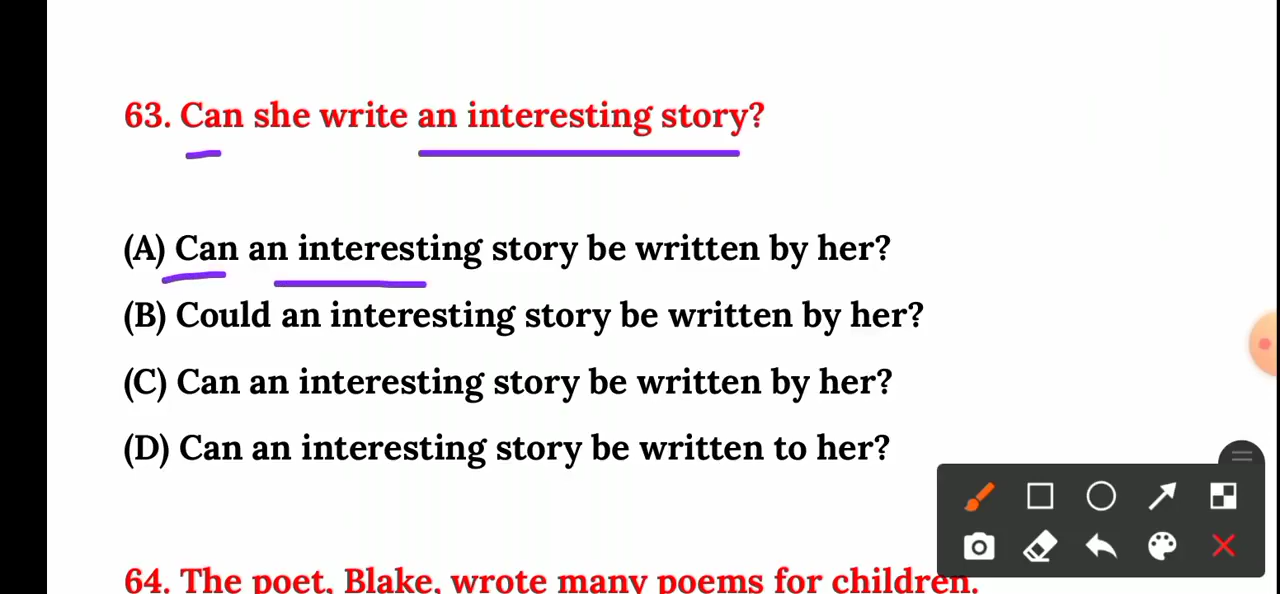 63. Can she write an interesting story?
(A) Can an interesting story be written by her?
(B) Could an interesting story be written by her?
(C) Can an interesting story be written by her?
(D) Can an interesting story be written to her?
64. The poet, Blake, wrote many poems for children.